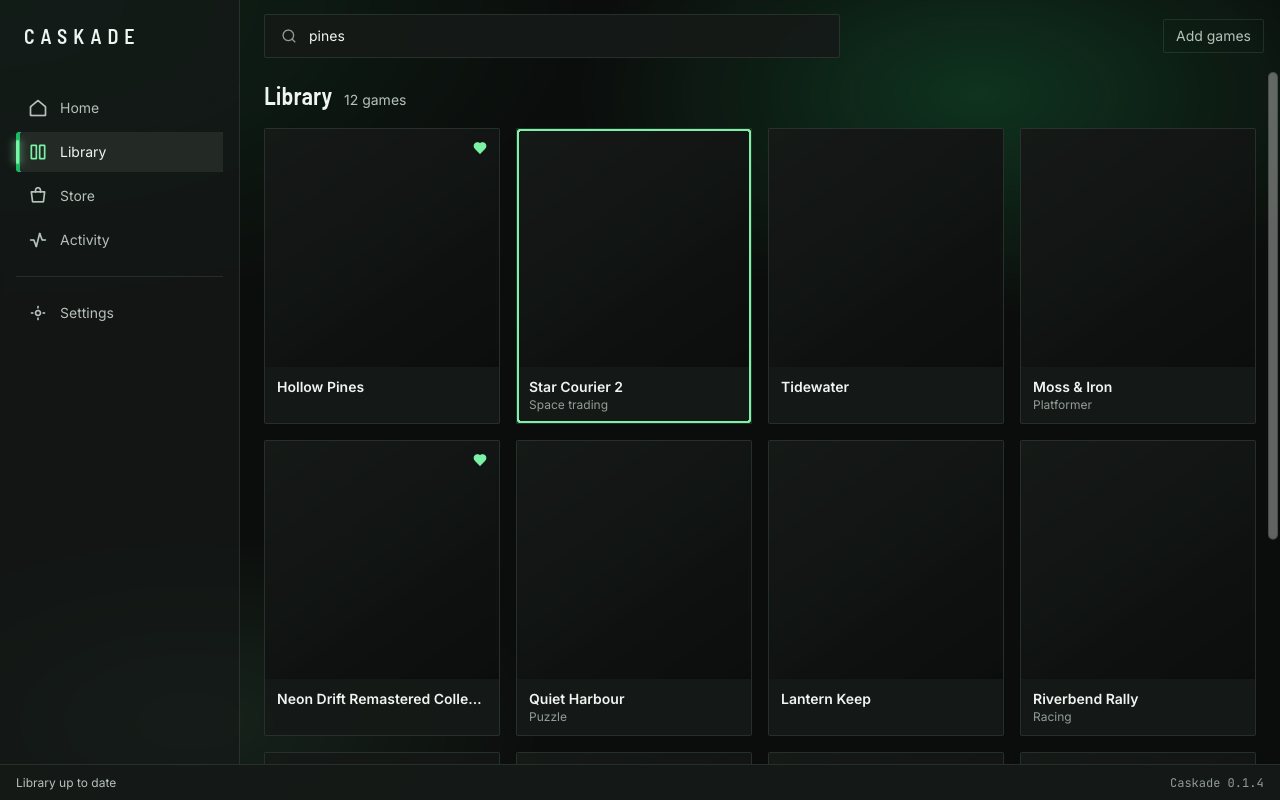 CASKADE
pines
Add games
Home
Library
Store
Activity
Settings
Library 12 games
Hollow Pines
Star Courier 2
Space trading
Tidewater
Moss & Iron
Platformer
Neon Drift Remastered Colle...
Quiet Harbour
Puzzle
Lantern Keep
Riverbend Rally
Racing
Library up to date
Caskade 0.1.4